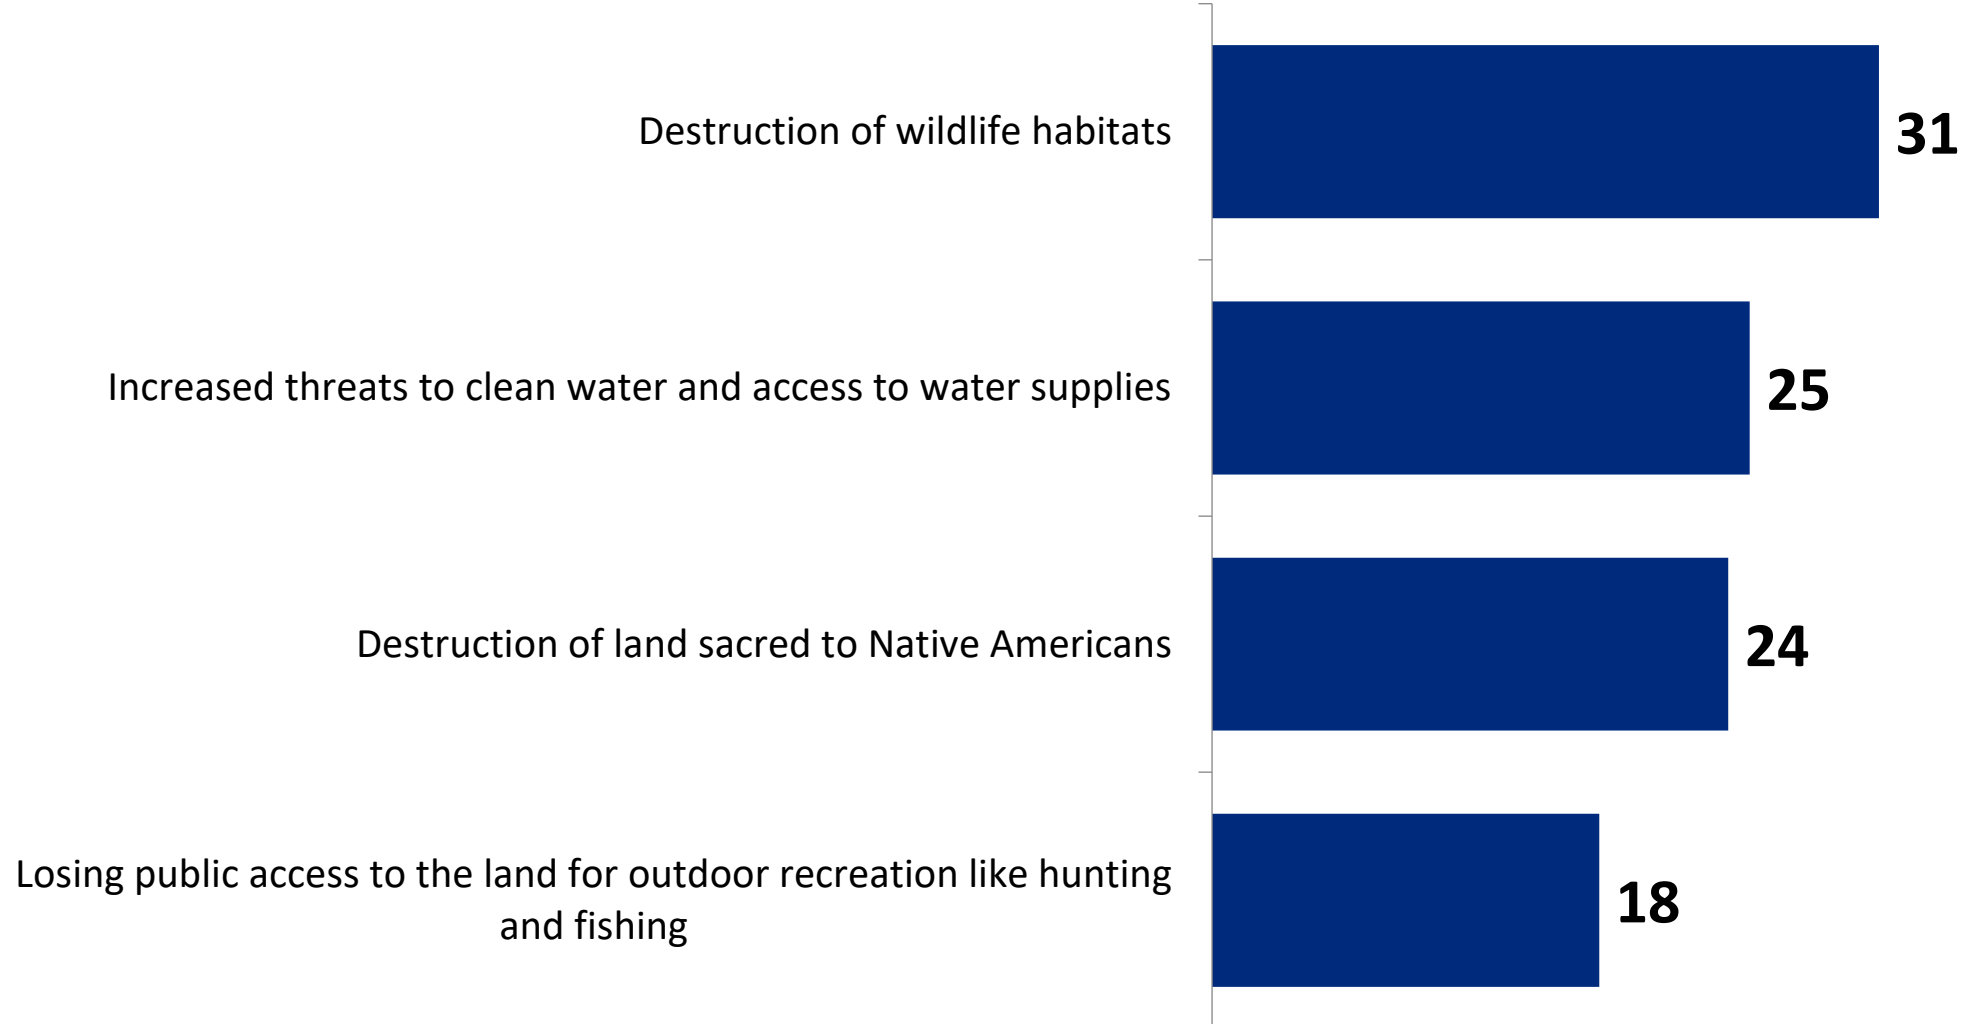 Destruction of wildlife habitats
31
Increased threats to clean water and access to water supplies
25
Destruction of land sacred to Native Americans
24
Losing public access to the land for outdoor recreation like hunting
and fishing
18